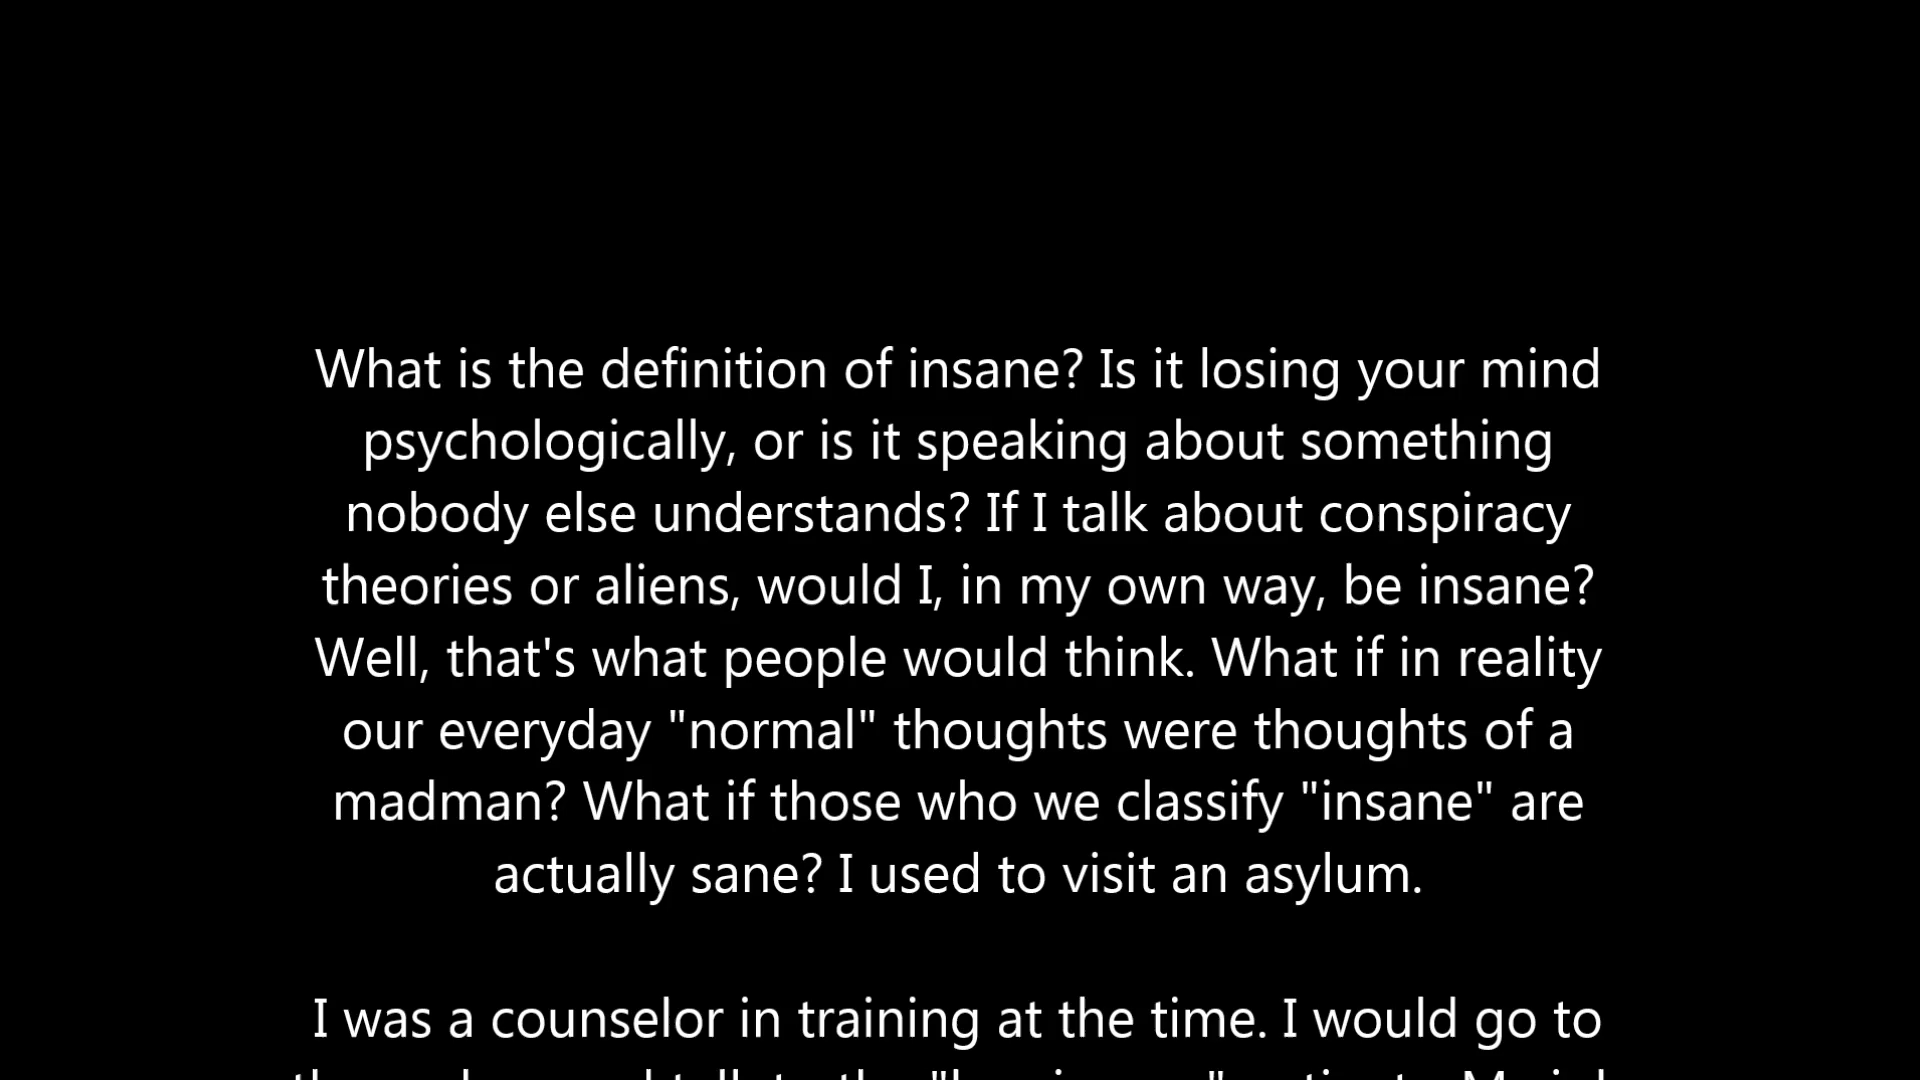 What is the definition of insane? Is it losing your mind
psychologically, or is it speaking about something
nobody else understands? If I talk about conspiracy
theories or aliens, would I, in my own way, be insane?
Well, that's what people would think. What if in reality
our everyday "normal" thoughts were thoughts of a
madman? What if those who we classify "insane" are
actually sane? I used to visit an asylum.
I was a counselor in training at the time. I would go to